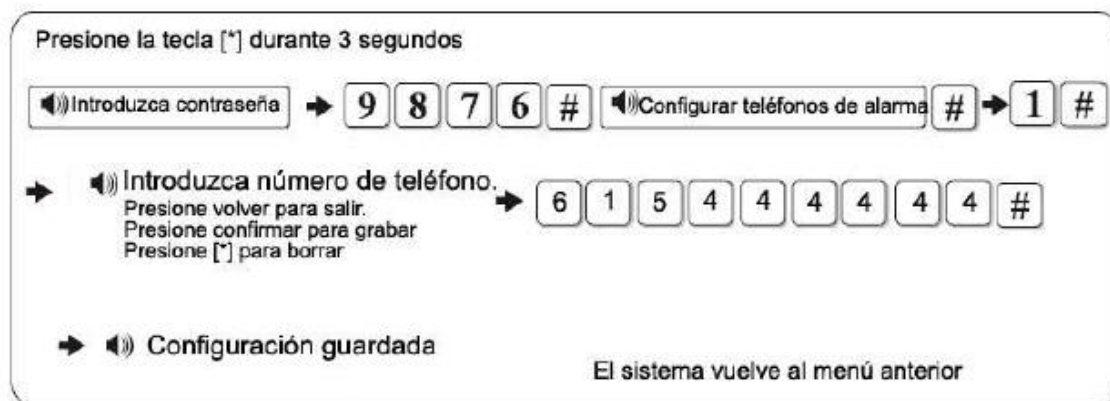 Presione la tecla [*] durante 3 segundos
Introduzca contraseña 9 8 7 6 # Configurar teléfonos de alarma # 1 #
Introduzca número de teléfono. 6 1 5 4 4 4 4 4 4 #
Presione volver para salir.
Presione confirmar para grabar
Presione [*] para borrar
Configuración guardada
El sistema vuelve al menú anterior